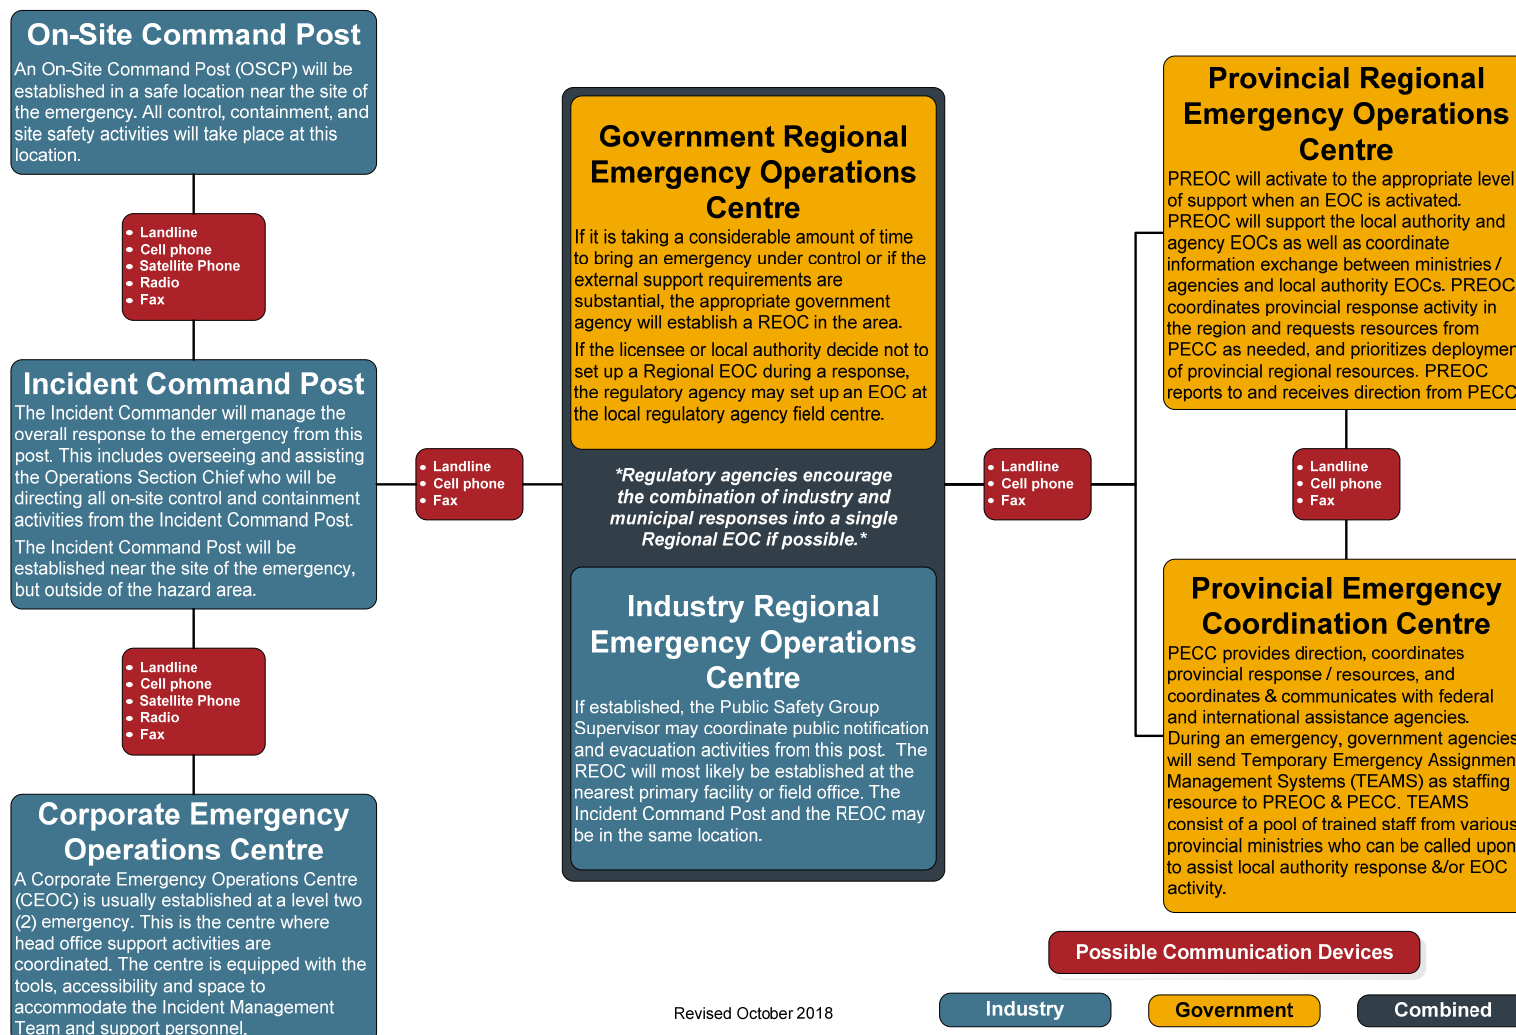 On-Site Command Post
An On-Site Command Post (OSCP) will be
established in a safe location near the site of
the emergency. All control, containment, and
site safety activities will take place at this
location.
• Landline
• Cell phone
• Satellite Phone
• Radio
• Fax
Incident Command Post
The Incident Commander will manage the
overall response to the emergency from this
post. This includes overseeing and assisting
the Operations Section Chief who will be
directing all on-site control and containment
activities from the Incident Command Post.
The Incident Command Post will be
established near the site of the emergency,
but outside of the hazard area.
• Landline
• Cell phone
• Satellite Phone
• Radio
• Fax
Corporate Emergency
Operations Centre
A Corporate Emergency Operations Centre
(CEOC) is usually established at a level two
(2) emergency. This is the centre where
head office support activities are
coordinated. The centre is equipped with the
tools, accessibility and space to
accommodate the Incident Management
Team and support personnel.
• Landline
• Cell phone
• Fax
Government Regional
Emergency Operations
Centre
If it is taking a considerable amount of time
to bring an emergency under control or if the
external support requirements are
substantial, the appropriate government
agency will establish a REOC in the area.
If the licensee or local authority decide not to
set up a Regional EOC during a response,
the regulatory agency may set up an EOC at
the local regulatory agency field centre.
*Regulatory agencies encourage
the combination of industry and
municipal responses into a single
Regional EOC if possible.*
Industry Regional
Emergency Operations
Centre
If established, the Public Safety Group
Supervisor may coordinate public notification
and evacuation activities from this post. The
REOC will most likely be established at the
nearest primary facility or field office. The
Incident Command Post and the REOC may
be in the same location.
• Landline
• Cell phone
• Fax
Provincial Regional
Emergency Operations
Centre
PREOC will activate to the appropriate level
of support when an EOC is activated.
PREOC will support the local authority and
agency EOCs as well as coordinate
information exchange between ministries /
agencies and local authority EOCs. PREOC
coordinates provincial response activity in
the region and requests resources from
PECC as needed, and prioritizes deploymen
of provincial regional resources. PREOC
reports to and receives direction from PECC
• Landline
• Cell phone
• Fax
Provincial Emergency
Coordination Centre
PECC provides direction, coordinates
provincial response / resources, and
coordinates & communicates with federal
and international assistance agencies.
During an emergency, government agencies
will send Temporary Emergency Assignmen
Management Systems (TEAMS) as staffing
resource to PREOC & PECC. TEAMS
consist of a pool of trained staff from various
provincial ministries who can be called upon
to assist local authority response &/or EOC
activity.
Possible Communication Devices
Revised October 2018
Industry
Government
Combined